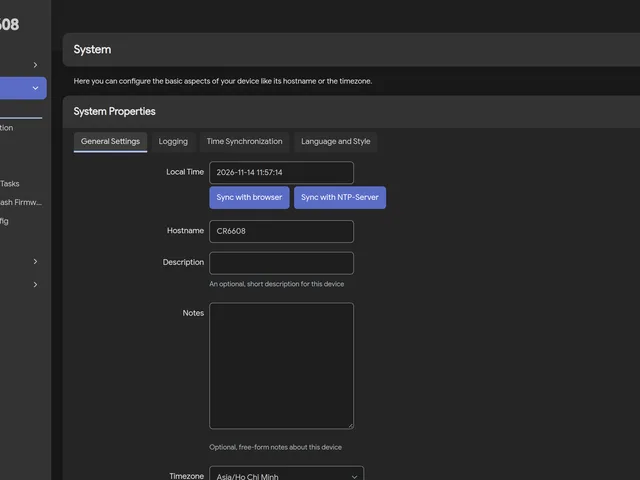 608
tion
Tasks
ash Firmw...
fig
System
Here you can configure the basic aspects of your device like its hostname or the timezone.
System Properties
General Settings
Logging
Time Synchronization
Language and Style
Local Time
2026-11-14 11:57:14
Sync with browser
Sync with NTP-Server
Hostname
CR6608
Description
An optional, short description for this device
Notes
Optional, free-form notes about this device
Timezone
Asia/Ho Chi Minh